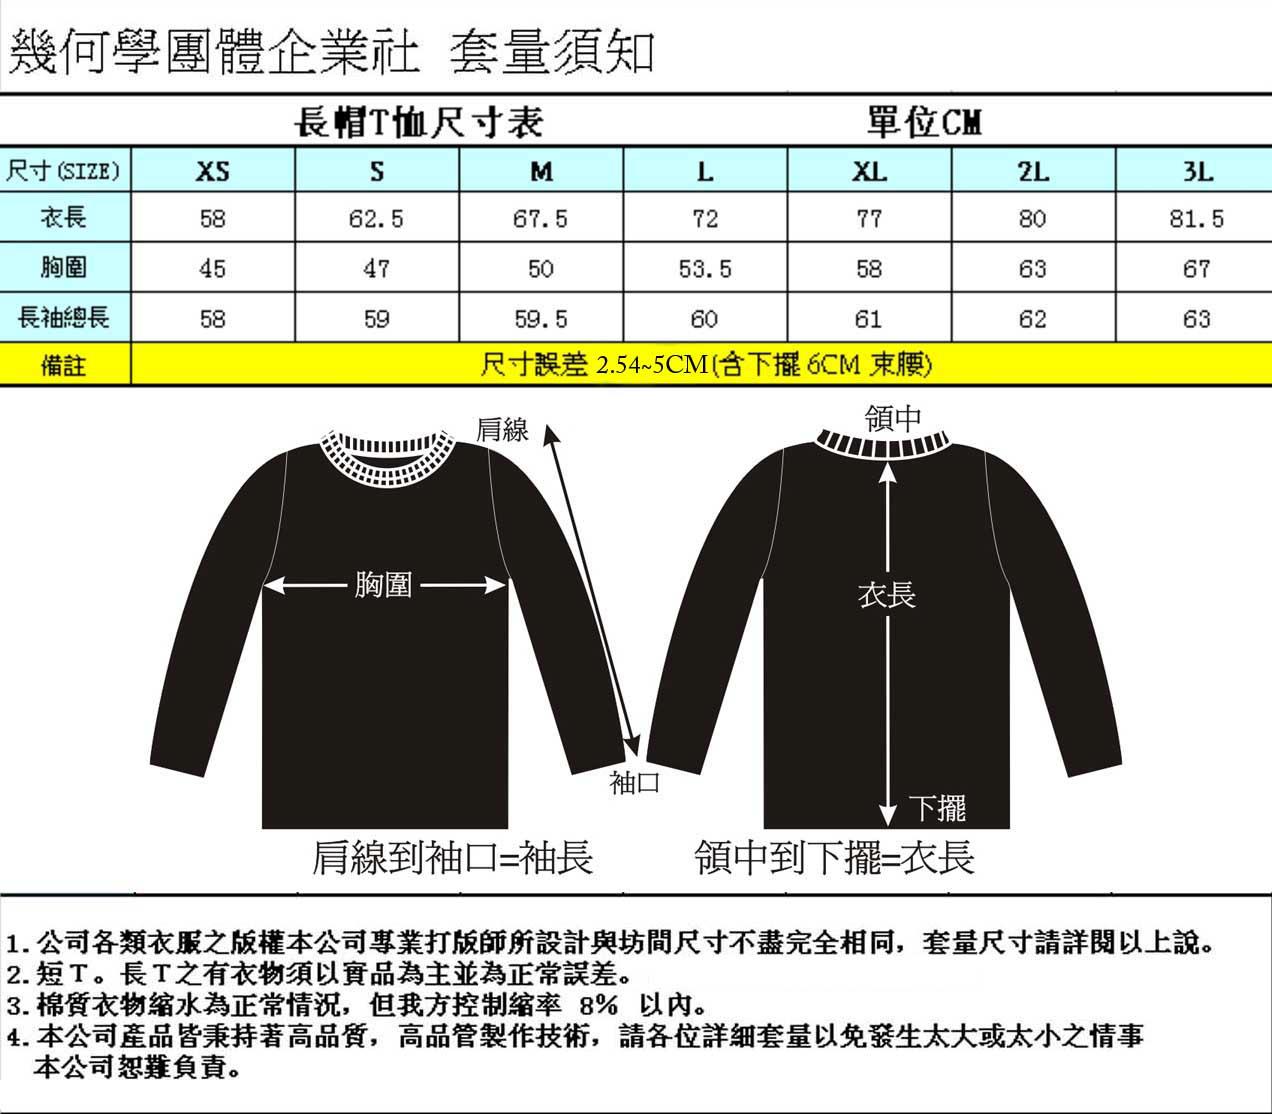 幾何學團體企業社 套量須知
長帽T恤尺寸表 單位CM
尺寸(SIZE) XS S M L XL 2L 3L
衣長 58 62.5 67.5 72 77 80 81.5
胸圍 45 47 50 53.5 58 63 67
長袖總長 58 59 59.5 60 61 62 63
備註 尺寸誤差 2.54~5CM(含下擺6CM 束腰)
肩線
領中
胸圍
衣長
袖口
下擺
肩線到袖口=袖長
領中到下擺=衣長
1.公司各類衣服之版權本公司專業打版師所設計與坊間尺寸不盡完全相同，套量尺寸請詳閱以上說。
2.短T。長T之有衣物須以實品為主並為正常誤差。
3.棉質衣物縮水為正常情況，但我方控制縮率 8% 以內。
4.本公司產品皆秉持著高品質，高品管製作技術，請各位詳細套量以免發生太大或太小之情事
本公司恕難負責。